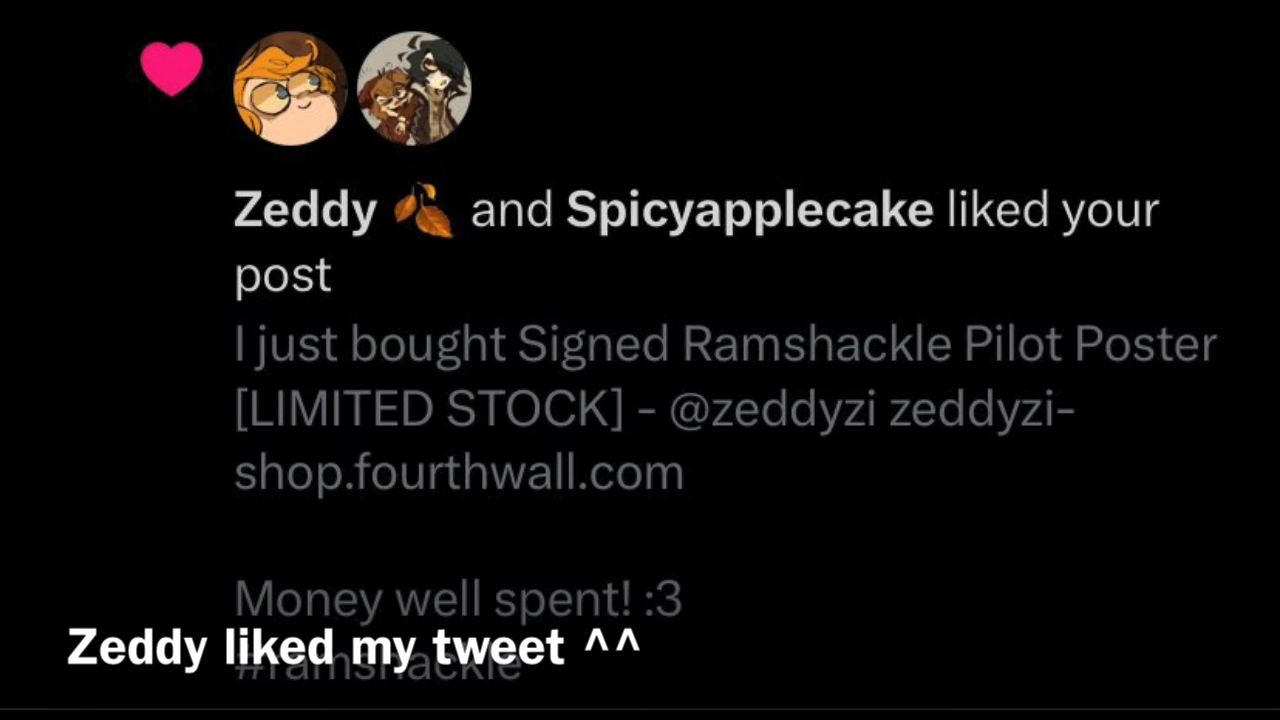 Zeddy 🍂 and Spicyapplecake liked your
post
I just bought Signed Ramshackle Pilot Poster
[LIMITED STOCK] - @zeddyzi zeddyzi-
shop.fourthwall.com
Money well spent! :3
#ramshackle
Zeddy liked my tweet ^^